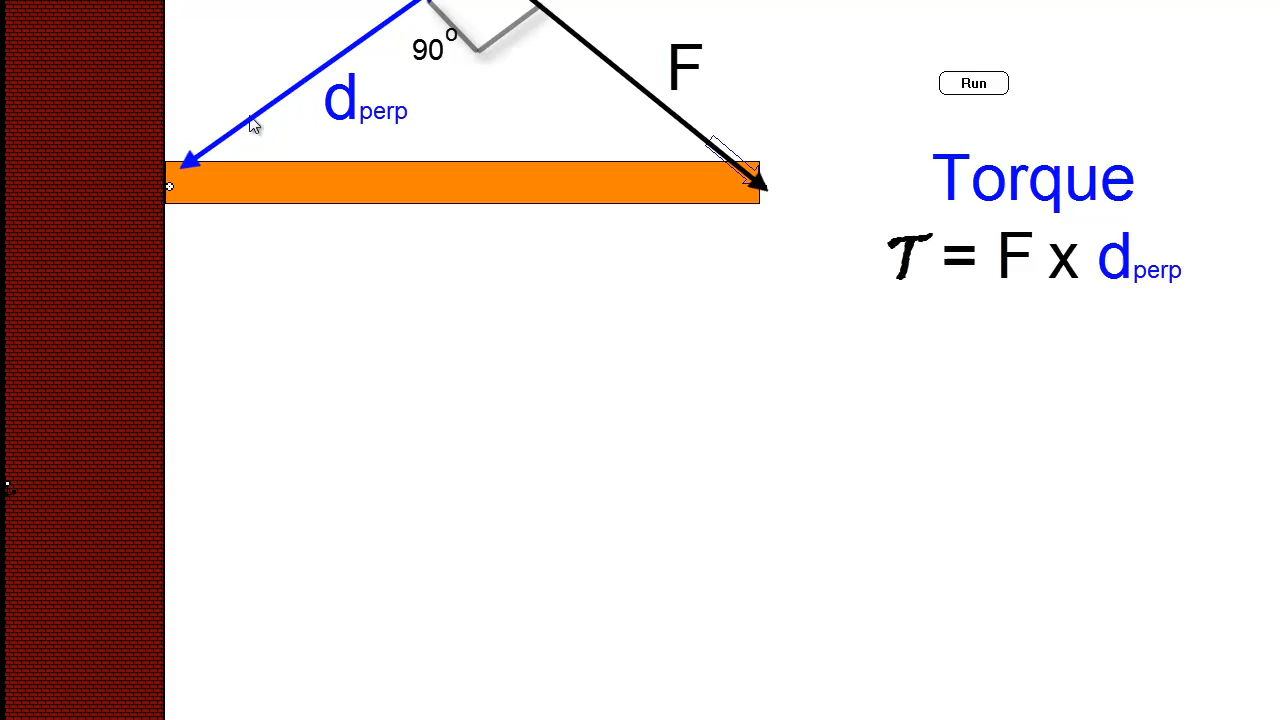 90°
F
dperp
Run
Torque
τ = F x dperp